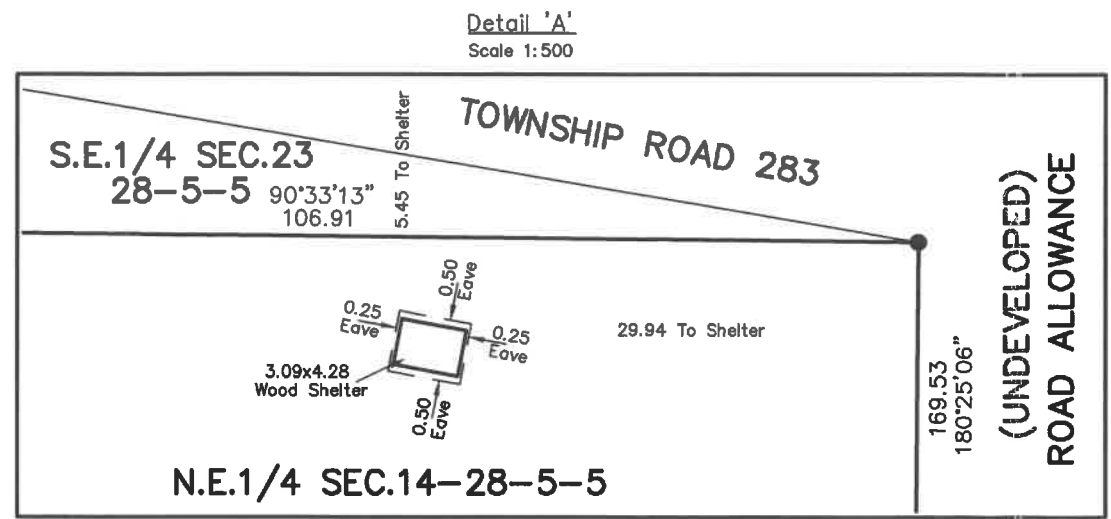 Detail 'A'
Scale 1:500
TOWNSHIP ROAD 283
S.E.1/4 SEC.23
28-5-5
90°33'13"
106.91
5.45 To Shelter
0.50
Eave
0.25
Eave
0.25
Eave
29.94 To Shelter
3.09x4.28
Wood Shelter
0.50
Eave
169.53
180°25'06"
(UNDEVELOPED)
ROAD ALLOWANCE
N.E.1/4 SEC.14-28-5-5